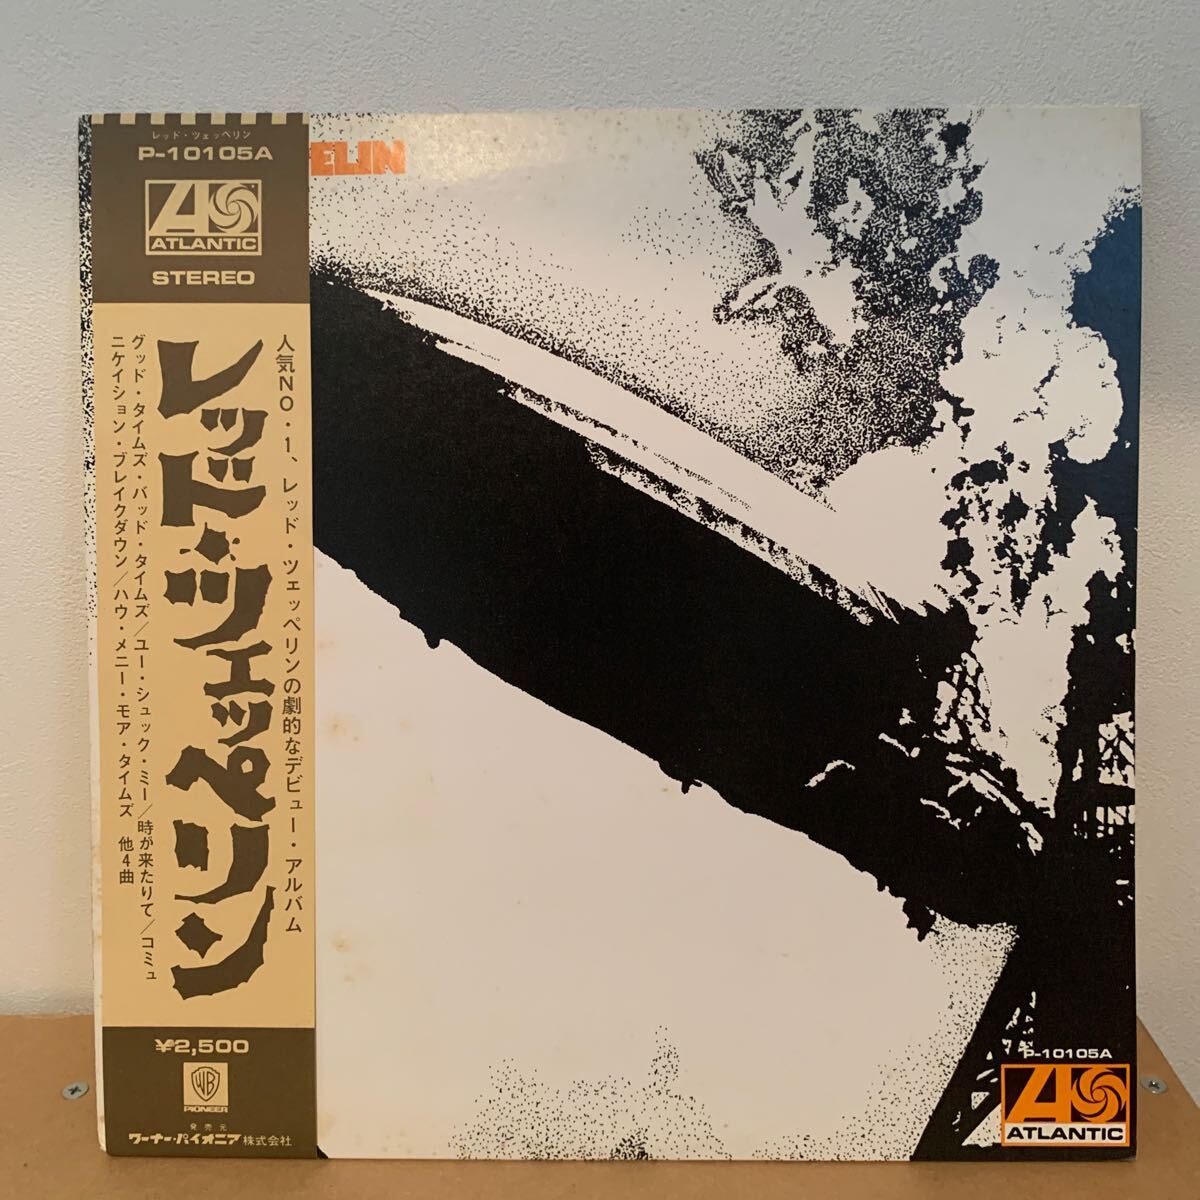 レッド・ツェッペリン
P-10105A
ATLANTIC
STEREO
ELIN
人気NO・1、レッド・ツェッペリンの劇的なデビュー・アルバム
レッド・ツェッペリン
グッド・タイムズ・バッド・タイムズ/ユー・シュック・ミー/時が来たりて/コミュ
ニケイション・ブレイクダウン/ハウ・メニー・モア・タイムズ 他4曲
¥2,500
WB
PIONEER
発売元
ワーナー・パイオニア株式会社
P-10105A
ATLANTIC